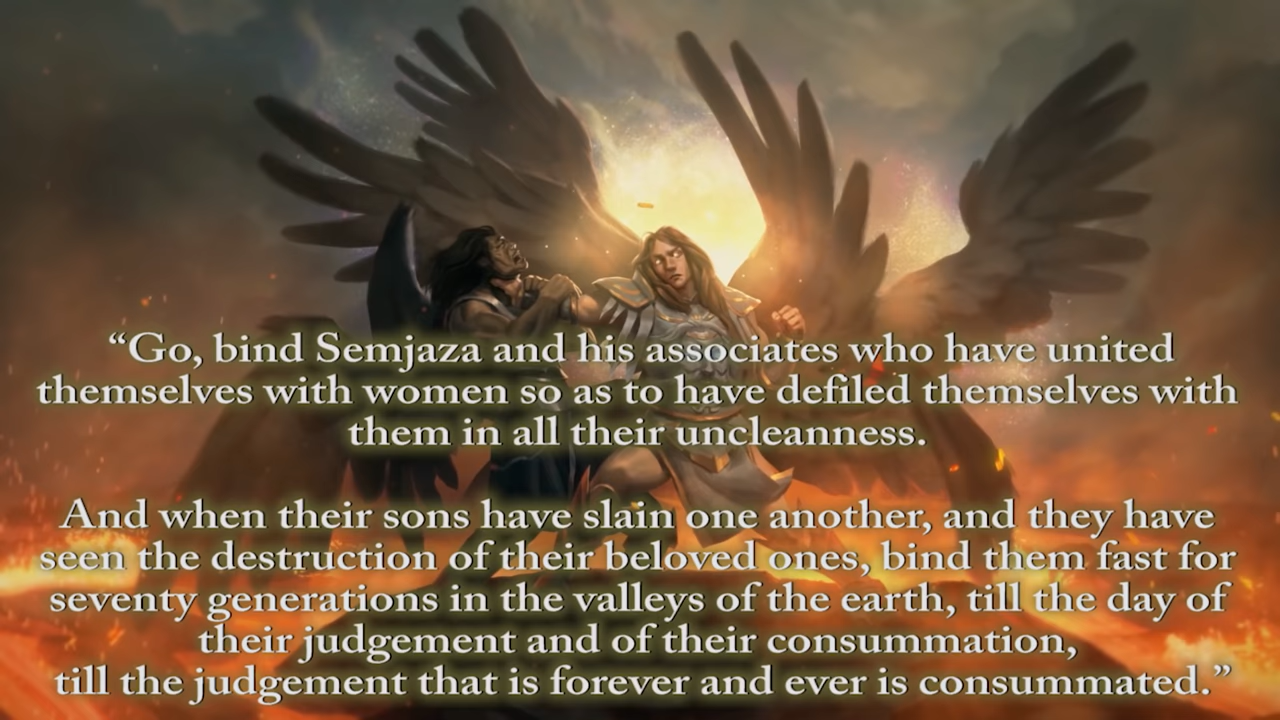 “Go, bind Semjaza and his associates who have united
themselves with women so as to have defiled themselves with
them in all their uncleanness.
And when their sons have slain one another, and they have
seen the destruction of their beloved ones, bind them fast for
seventy generations in the valleys of the earth, till the day of
their judgement and of their consummation,
till the judgement that is forever and ever is consummated.”